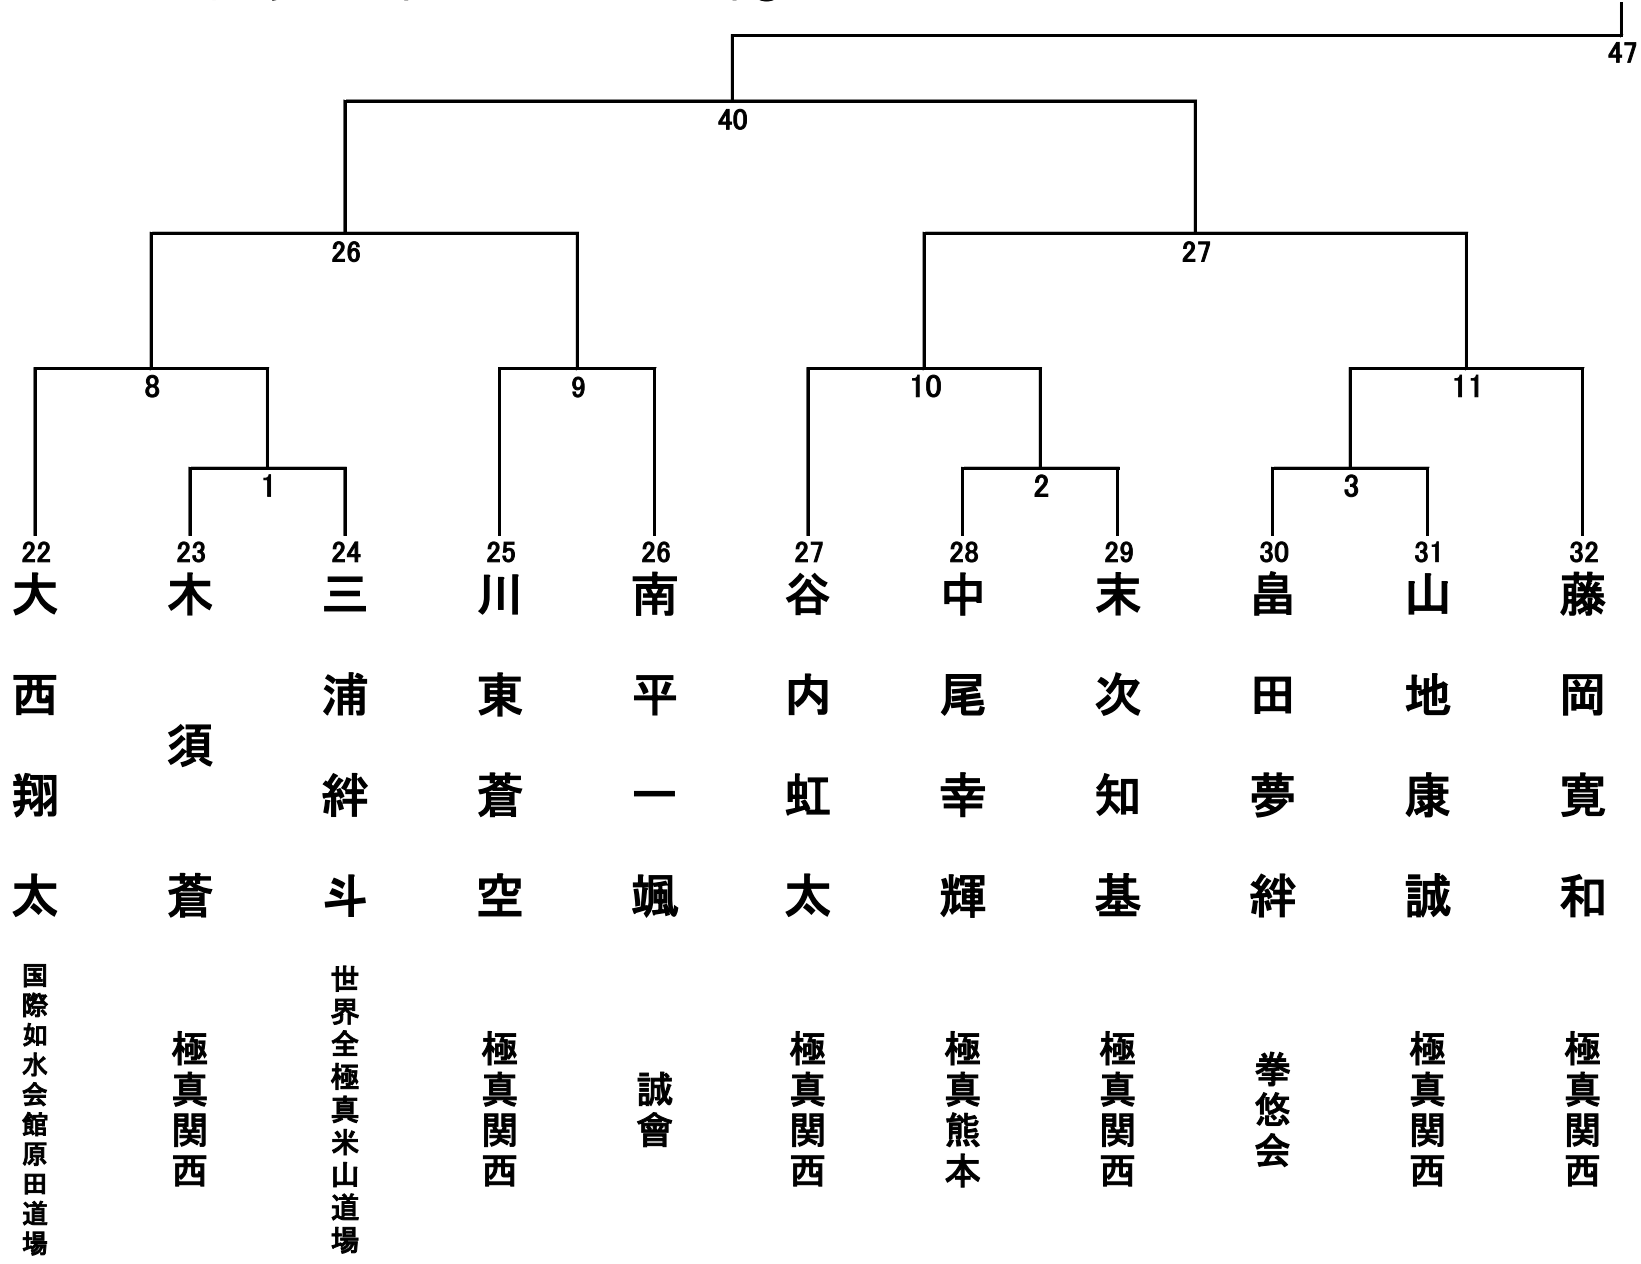 47
40
26
27
8
9
10
11
1
2
3
22
23
24
25
26
27
28
29
30
31
32
大西翔太
木須蒼
三浦絆斗
川東蒼空
南平一颯
谷内虹太
中尾幸輝
末次知基
畠田夢絆
山地康誠
藤岡寛和
国際如水会館原田道場
極真関西
世界全極真米山道場
極真関西
誠會
極真関西
極真熊本
極真関西
拳悠会
極真関西
極真関西